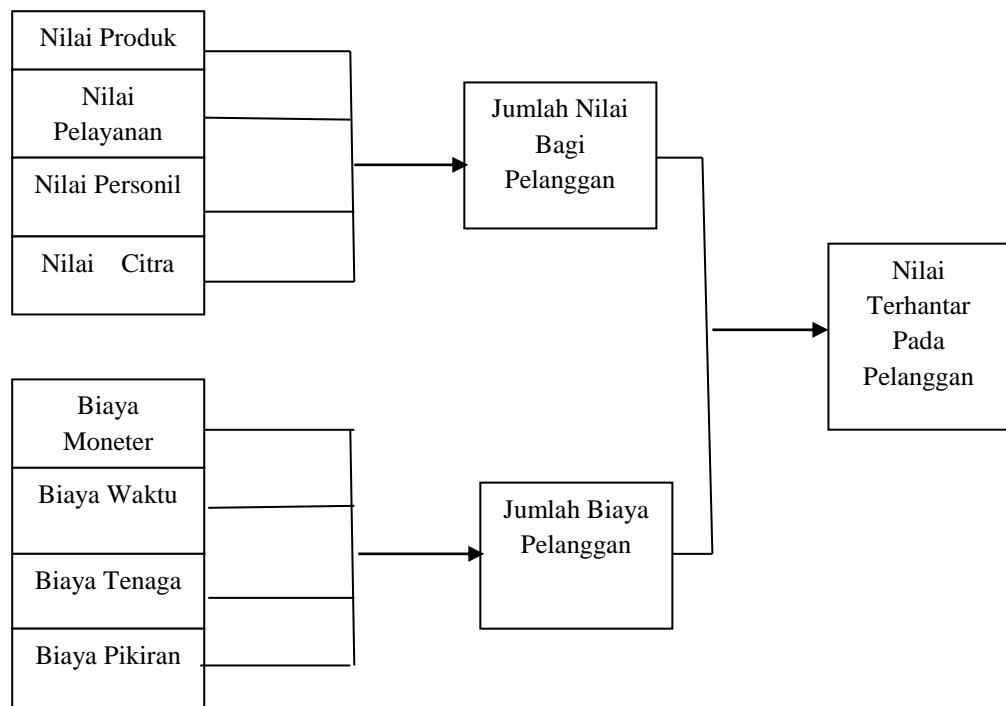 Nilai Produk
Nilai
Pelayanan
Nilai Personil
Nilai Citra
Jumlah Nilai
Bagi
Pelanggan
Nilai
Terhantar
Pada
Pelanggan
Biaya
Moneter
Biaya Waktu
Biaya Tenaga
Biaya Pikiran
Jumlah Biaya
Pelanggan